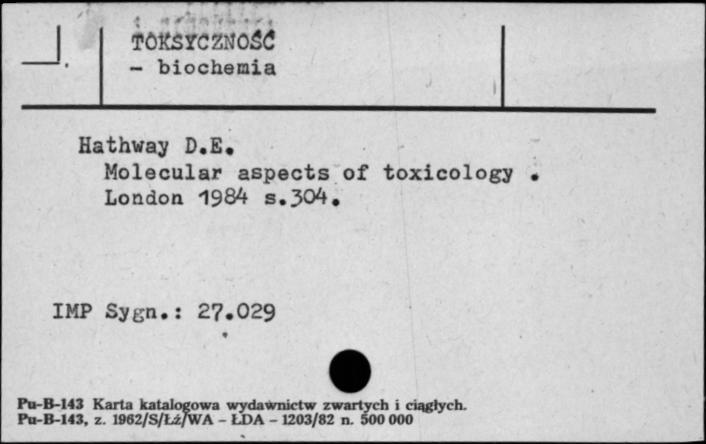 TOKSYCZNOŚĆ
- biochemia
Hathway D.E.
Molecular aspects of toxicology .
London 1984 s.304.
IMP Sygn.: 27.029
Pu-B-143 Karta katalogowa wydawnictw zwartych i ciągłych.
Pu-B-143, z. 1962/S/Łź/WA - ŁDA - 1203/82 n. 500 000